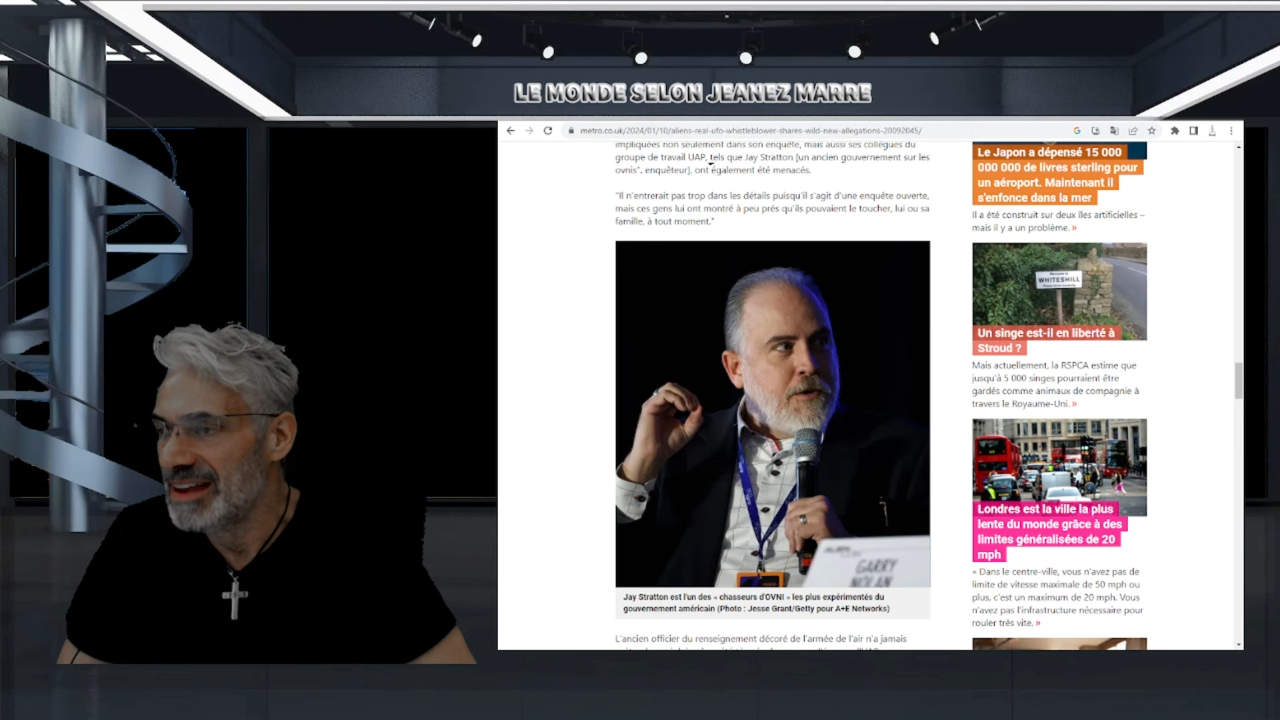 LE MONDE SELON JEANEZ MARRE
metro.co.uk/2024/01/10/aliens-real-ufo-whistleblower-shares-wild-new-allegations-20092045/
impliquées non seulement dans son enquête, mais aussi ses collègues du
groupe de travail UAP, tels que Jay Stratton [un ancien gouvernement sur les
ovnis", enquêteur], ont également été menacés.
"Il n'entrerait pas trop dans les détails puisqu'il s'agit d'une enquête ouverte,
mais ces gens lui ont montré à peu près qu'ils pouvaient le toucher, lui ou sa
famille, à tout moment."
GARRY
NOLAN
Jay Stratton est l'un des « chasseurs d'OVNI » les plus expérimentés du
gouvernement américain (Photo : Jesse Grant/Getty pour A+E Networks)
L'ancien officier du renseignement décoré de l'armée de l'air n'a jamais
Le Japon a dépensé 15 000
000 000 de livres sterling pour
un aéroport. Maintenant il
s'enfonce dans la mer
Il a été construit sur deux îles artificielles –
mais il y a un problème. »
WHITESHILL
Un singe est-il en liberté à
Stroud ?
Mais actuellement, la RSPCA estime que
jusqu'à 5 000 singes pourraient être
gardés comme animaux de compagnie à
travers le Royaume-Uni. »
Londres est la ville la plus
lente du monde grâce à des
limites généralisées de 20
mph
« Dans le centre-ville, vous n'avez pas de
limite de vitesse maximale de 50 mph ou
plus, c'est un maximum de 20 mph. Vous
n'avez pas l'infrastructure nécessaire pour
rouler très vite. »